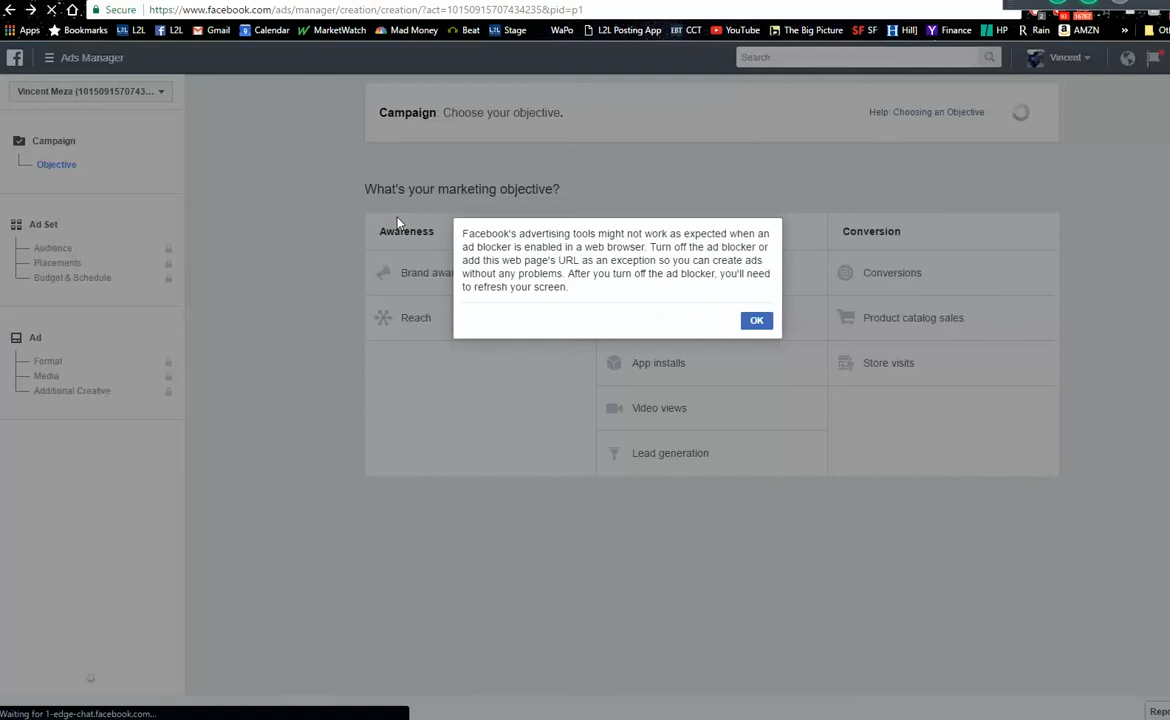 Secure https://www.facebook.com/ads/manager/creation/creation/?act=10150915707434235&pid=p1
Apps Bookmarks L2L L2L Gmail Calendar MarketWatch Mad Money Beat Stage WaPo L2L Posting App CCT YouTube The Big Picture SF Hill] Finance HP Rain AMZN »
Ads Manager Search Vincent
Vincent Meza (1015091570743...
Campaign: Choose your objective. Help: Choosing an Objective
Campaign
Objective
What's your marketing objective?
Ad Set
Audience
Placements
Budget & Schedule
Ad
Format
Media
Additional Creative
Awareness
Conversion
Brand awa
Conversions
Reach
Product catalog sales
App installs
Store visits
Video views
Lead generation
Facebook's advertising tools might not work as expected when an
ad blocker is enabled in a web browser. Turn off the ad blocker or
add this web page's URL as an exception so you can create ads
without any problems. After you turn off the ad blocker, you'll need
to refresh your screen.
OK
Waiting for 1-edge-chat.facebook.com...
Repo